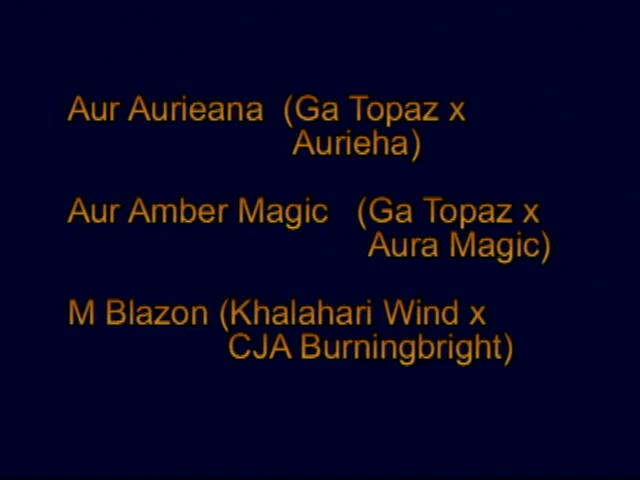 Aur Aurieana (Ga Topaz x
Aurieha)
Aur Amber Magic (Ga Topaz x
Aura Magic)
M Blazon (Khalahari Wind x
CJA Burningbright)